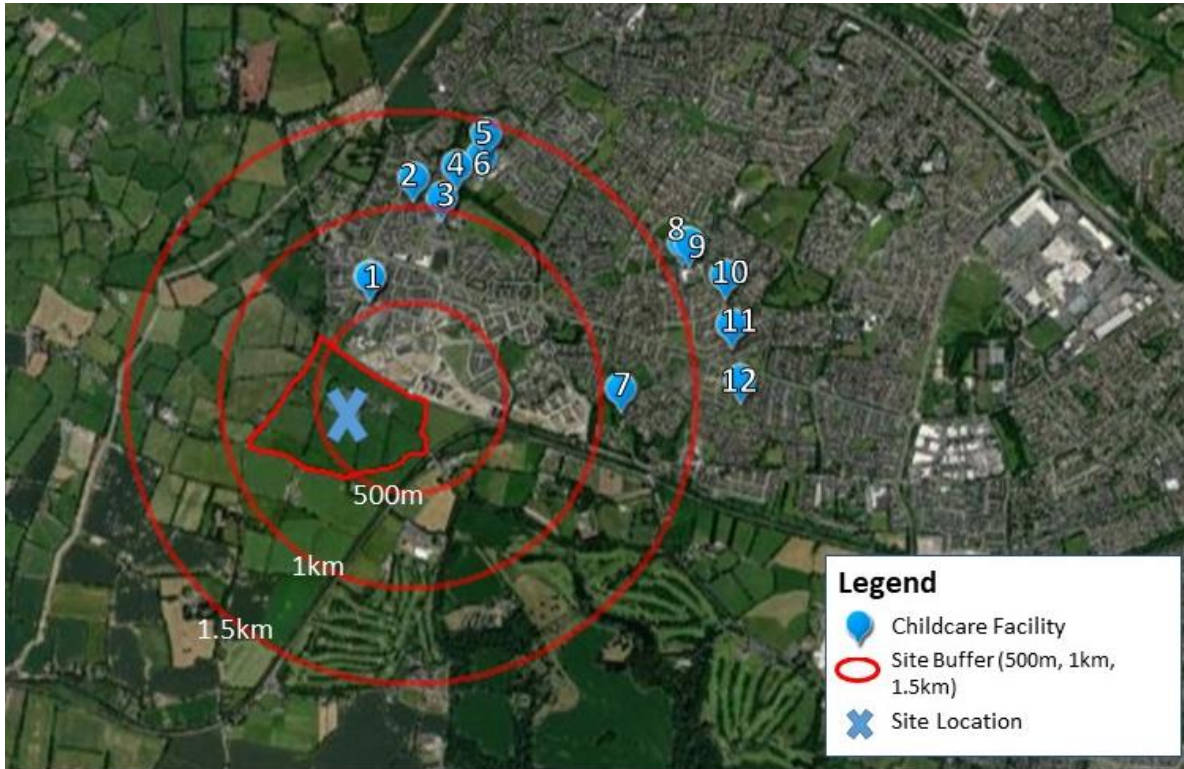 5
4 6
2
3
8
9
1
10
11
7
12
500m
1km
1.5km
Legend
Childcare Facility
Site Buffer (500m, 1km,
1.5km)
Site Location